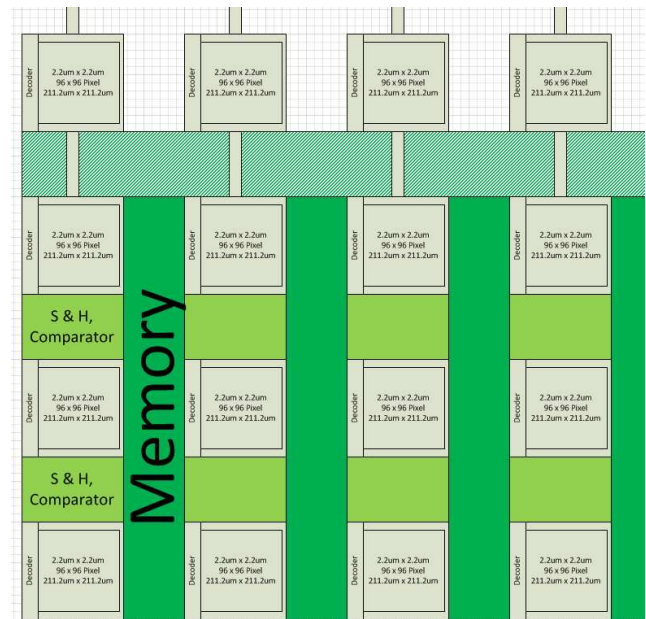 Decoder
2.2um x 2.2um
96 x 96 Pixel
211.2um x 211.2um
Decoder
2.2um x 2.2um
96 x 96 Pixel
211.2um x 211.2um
Decoder
2.2um x 2.2um
96 x 96 Pixel
211.2um x 211.2um
Decoder
2.2um x 2.2um
96 x 96 Pixel
211.2um x 211.2um
Decoder
2.2um x 2.2um
96 x 96 Pixel
211.2um x 211.2um
Decoder
2.2um x 2.2um
96 x 96 Pixel
211.2um x 211.2um
Decoder
2.2um x 2.2um
96 x 96 Pixel
211.2um x 211.2um
Decoder
2.2um x 2.2um
96 x 96 Pixel
211.2um x 211.2um
S & H,
Comparator
Memory
Decoder
2.2um x 2.2um
96 x 96 Pixel
211.2um x 211.2um
Decoder
2.2um x 2.2um
96 x 96 Pixel
211.2um x 211.2um
Decoder
2.2um x 2.2um
96 x 96 Pixel
211.2um x 211.2um
Decoder
2.2um x 2.2um
96 x 96 Pixel
211.2um x 211.2um
S & H,
Comparator
Decoder
2.2um x 2.2um
96 x 96 Pixel
211.2um x 211.2um
Decoder
2.2um x 2.2um
96 x 96 Pixel
211.2um x 211.2um
Decoder
2.2um x 2.2um
96 x 96 Pixel
211.2um x 211.2um
Decoder
2.2um x 2.2um
96 x 96 Pixel
211.2um x 211.2um